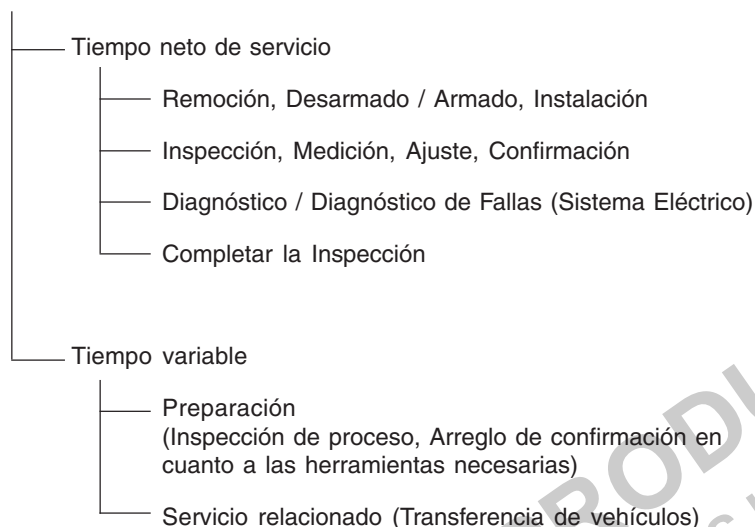 Tiempo neto de servicio
Remoción, Desarmado / Armado, Instalación
Inspección, Medición, Ajuste, Confirmación
Diagnóstico / Diagnóstico de Fallas (Sistema Eléctrico)
Completar la Inspección
Tiempo variable
Preparación
(Inspección de proceso, Arreglo de confirmación en
cuanto a las herramientas necesarias)
Servicio relacionado (Transferencia de vehículos)